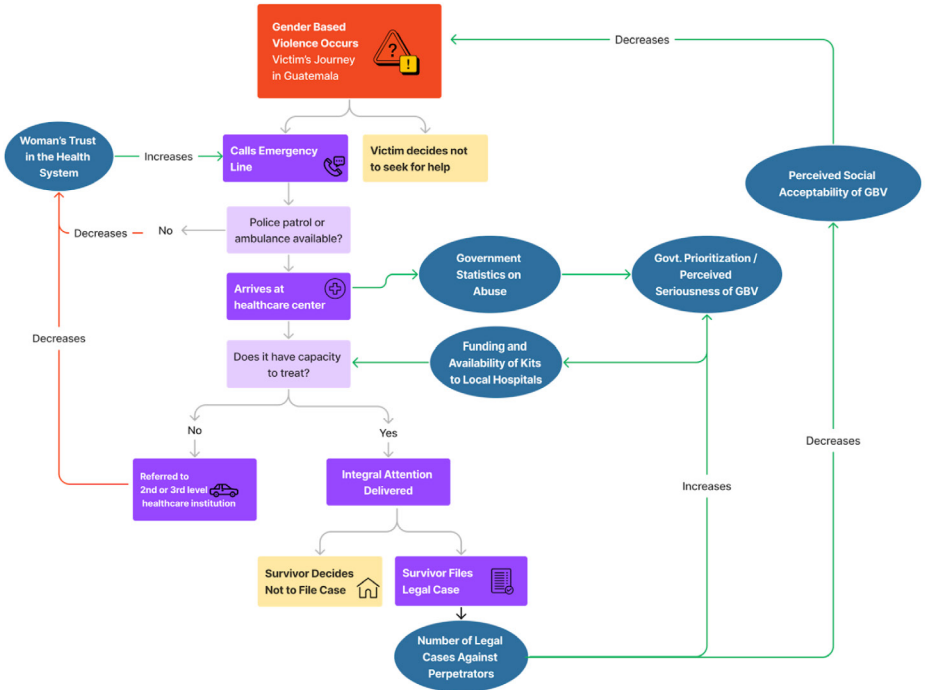 Gender Based
Violence Occurs
Victim's Journey
in Guatemala
?
!
Decreases
Woman's Trust
in the Health
System
Increases
Calls Emergency
Line
Victim decides not
to seek for help
Perceived Social
Acceptability of GBV
Decreases
No
Police patrol or
ambulance available?
Government
Statistics on
Abuse
Govt. Prioritization /
Perceived
Seriousness of GBV
Arrives at
healthcare center
Decreases
Does it have capacity
to treat?
Funding and
Availability of Kits
to Local Hospitals
No
Yes
Decreases
Referred to
2nd or 3rd level
healthcare institution
Integral Attention
Delivered
Increases
Survivor Decides
Not to File Case
Survivor Files
Legal Case
Number of Legal
Cases Against
Perpetrators